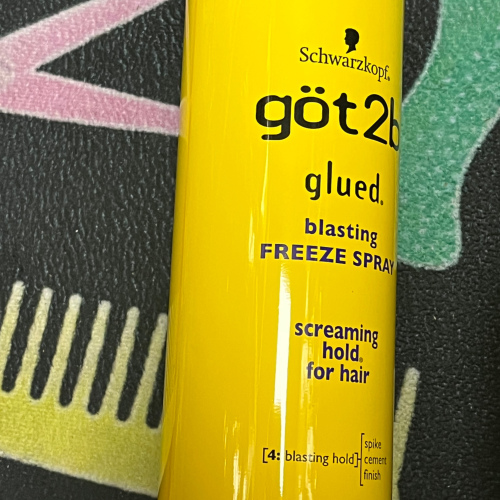 Schwarzkopf®
göt2b
glued®
blasting
FREEZE SPRAY
screaming
hold®
for hair
[4: blasting hold]
spike
cement
finish